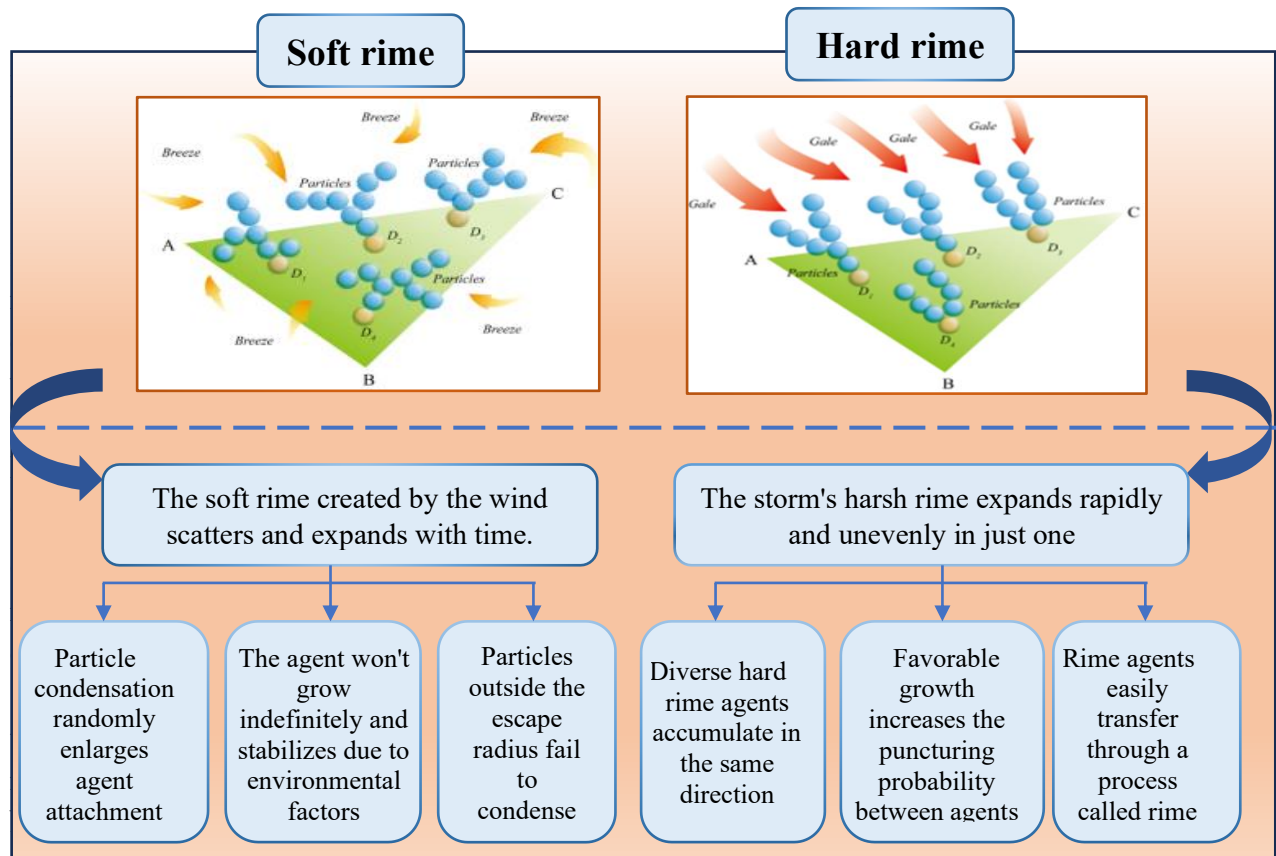 Soft rime
Hard rime
Breeze
Breeze
Breeze
Particles
Particles
C
A
D2
D3
D1
Particles
D4
Breeze
Breeze
B
Gale
Gale
Gale
Gale
Gale
Particles
C
A
D2
D3
Particles
D1
Particles
D4
B
The soft rime created by the wind
scatters and expands with time.
The storm's harsh rime expands rapidly
and unevenly in just one
Particle
condensation
randomly
enlarges
agent
attachment
The agent won't
grow
indefinitely and
stabilizes due to
environmental
factors
Particles
outside the
escape
radius fail
to
condense
Diverse hard
rime agents
accumulate in
the same
direction
Favorable
growth
increases the
puncturing
probability
between agents
Rime agents
easily
transfer
through a
process
called rime